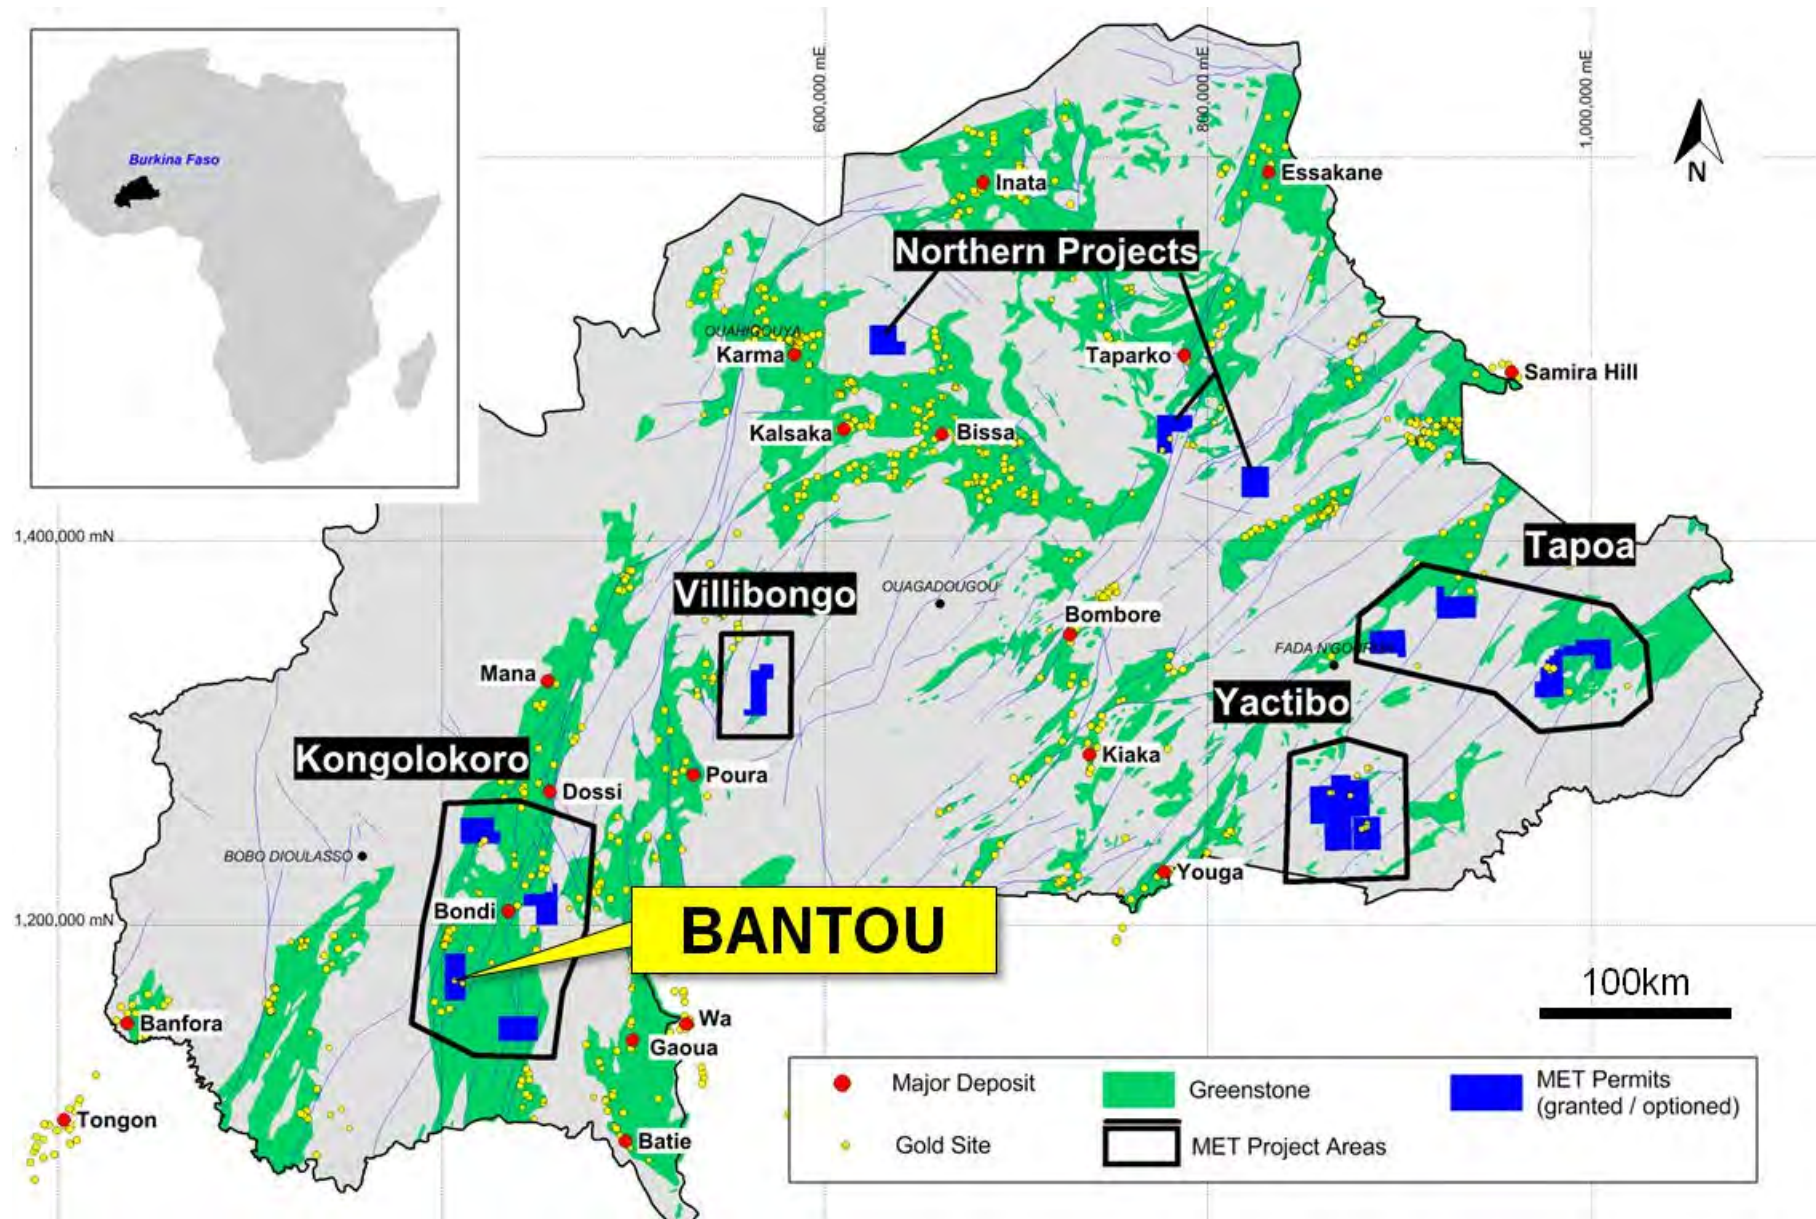 Burkina Faso
600,000 mE
800,000 mE
1,000,000 mE
N
Inata
Essakane
Northern Projects
OUAHIGOUYA
Karma
Taparko
Samira Hill
Kalsaka
Bissa
1,400,000 mN
Tapoa
Villibongo
OUAGADOUGOU
Bombore
FADA N'GOURMA
Mana
Yactibo
Kongolokoro
Poura
Kiaka
Dossi
BOBO DIOULASSO
Youga
Bondi
1,200,000 mN
BANTOU
100km
Banfora
Wa
Gaoua
Tongon
Batie
Major Deposit
Greenstone
MET Permits
(granted / optioned)
Gold Site
MET Project Areas